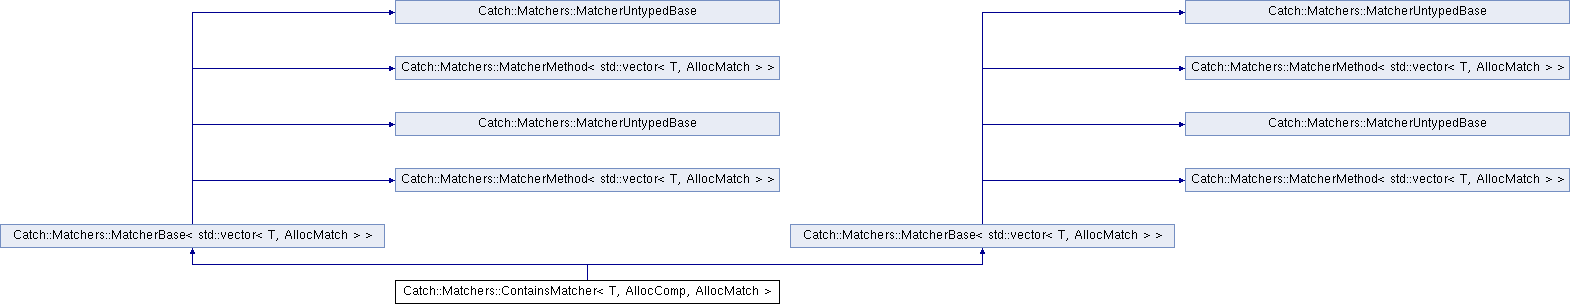 Catch::Matchers::MatcherUntypedBase
Catch::Matchers::MatcherUntypedBase
Catch::Matchers::MatcherMethod< std::vector< T, AllocMatch > >
Catch::Matchers::MatcherMethod< std::vector< T, AllocMatch > >
Catch::Matchers::MatcherUntypedBase
Catch::Matchers::MatcherUntypedBase
Catch::Matchers::MatcherMethod< std::vector< T, AllocMatch > >
Catch::Matchers::MatcherMethod< std::vector< T, AllocMatch > >
Catch::Matchers::MatcherBase< std::vector< T, AllocMatch > >
Catch::Matchers::MatcherBase< std::vector< T, AllocMatch > >
Catch::Matchers::ContainsMatcher< T, AllocComp, AllocMatch >